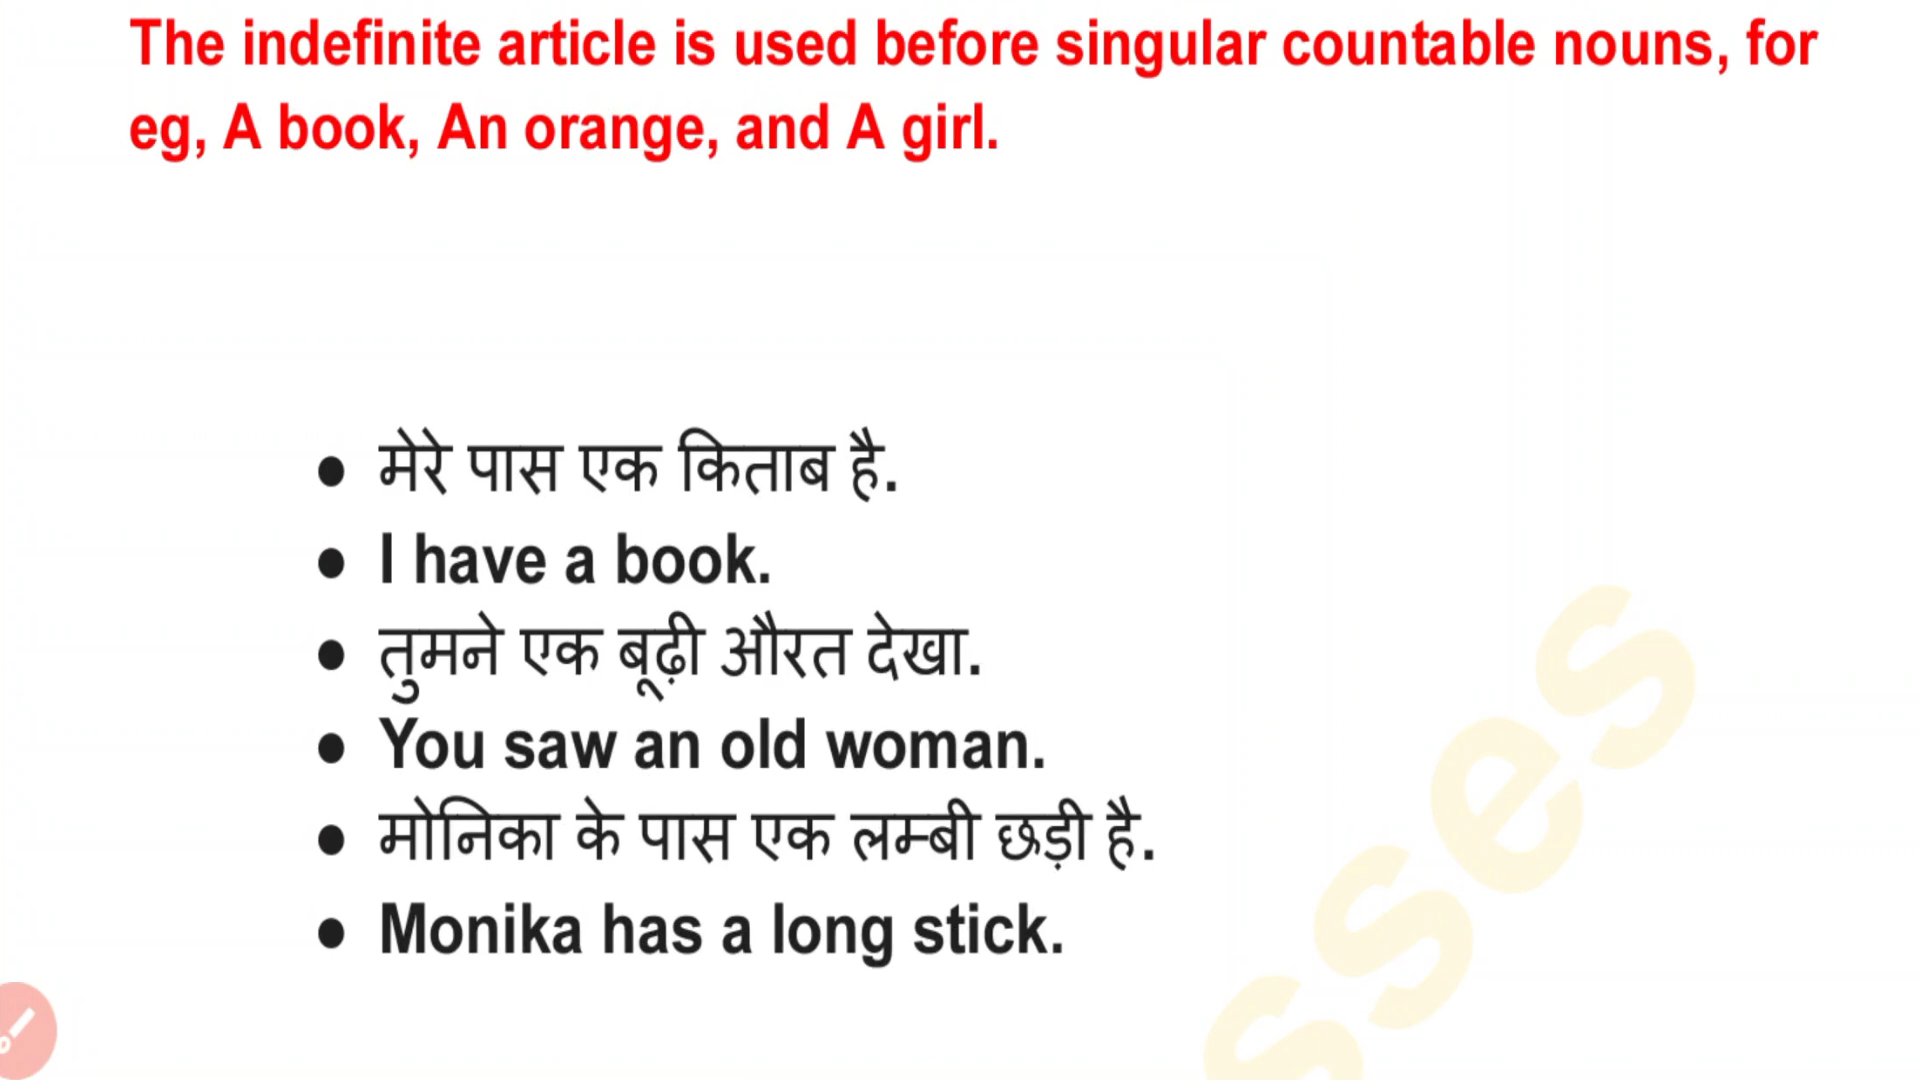 The indefinite article is used before singular countable nouns, for
eg, A book, An orange, and A girl.
● मेरे पास एक किताब है.
● I have a book.
● तुमने एक बूढ़ी औरत देखा.
● You saw an old woman.
● मोनिका के पास एक लम्बी छड़ी है.
● Monika has a long stick.
sses